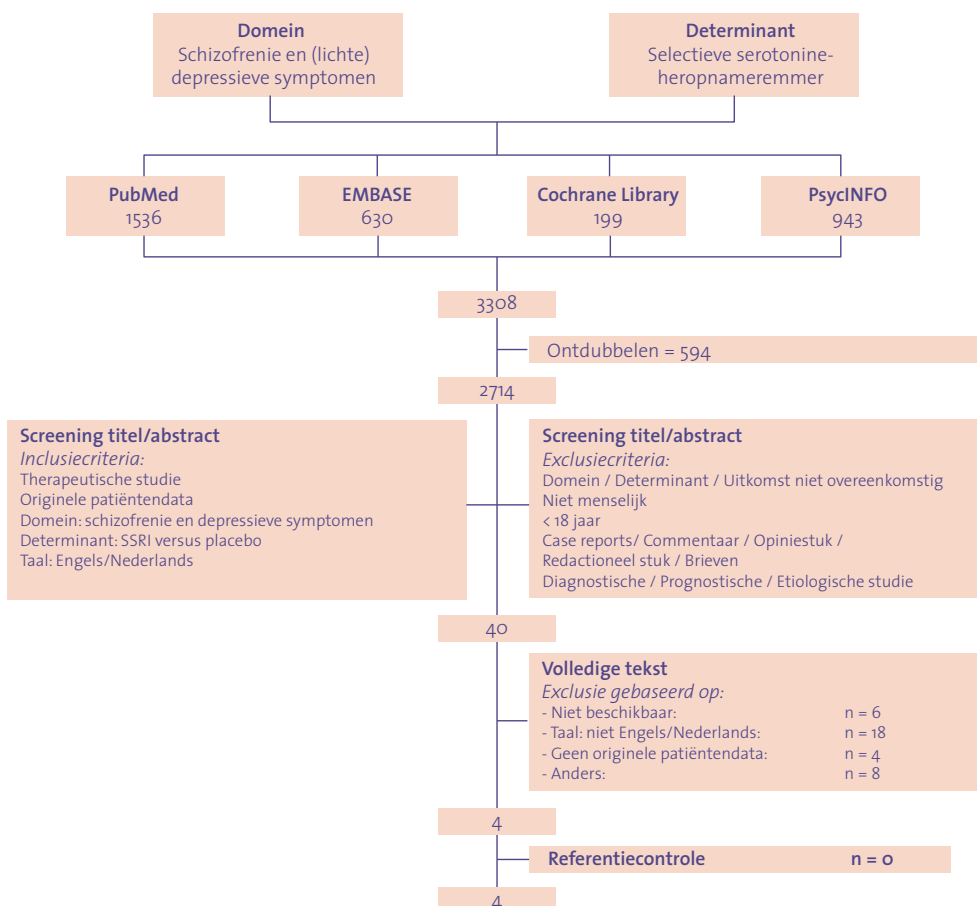 Domein
Schizofrenie en (lichte)
depressieve symptomen
Determinant
Selectieve serotonine-
heropnameremmer
PubMed
1536
EMBASE
630
Cochrane Library
199
PsycINFO
943
3308
Ontdubbelen = 594
2714
Screening titel/abstract
Inclusiecriteria:
Therapeutische studie
Originele patiëntendata
Domein: schizofrenie en depressieve symptomen
Determinant: SSRI versus placebo
Taal: Engels/Nederlands
Screening titel/abstract
Exclusiecriteria:
Domein / Determinant / Uitkomst niet overeenkomstig
Niet menselijk
< 18 jaar
Case reports/ Commentaar / Opiniestuk /
Redactioneel stuk / Brieven
Diagnostische / Prognostische / Etiologische studie
40
Volledige tekst
Exclusie gebaseerd op:
- Niet beschikbaar: n = 6
- Taal: niet Engels/Nederlands: n = 18
- Geen originele patiëntendata: n = 4
- Anders: n = 8
4
Referentiecontrole n = 0
4